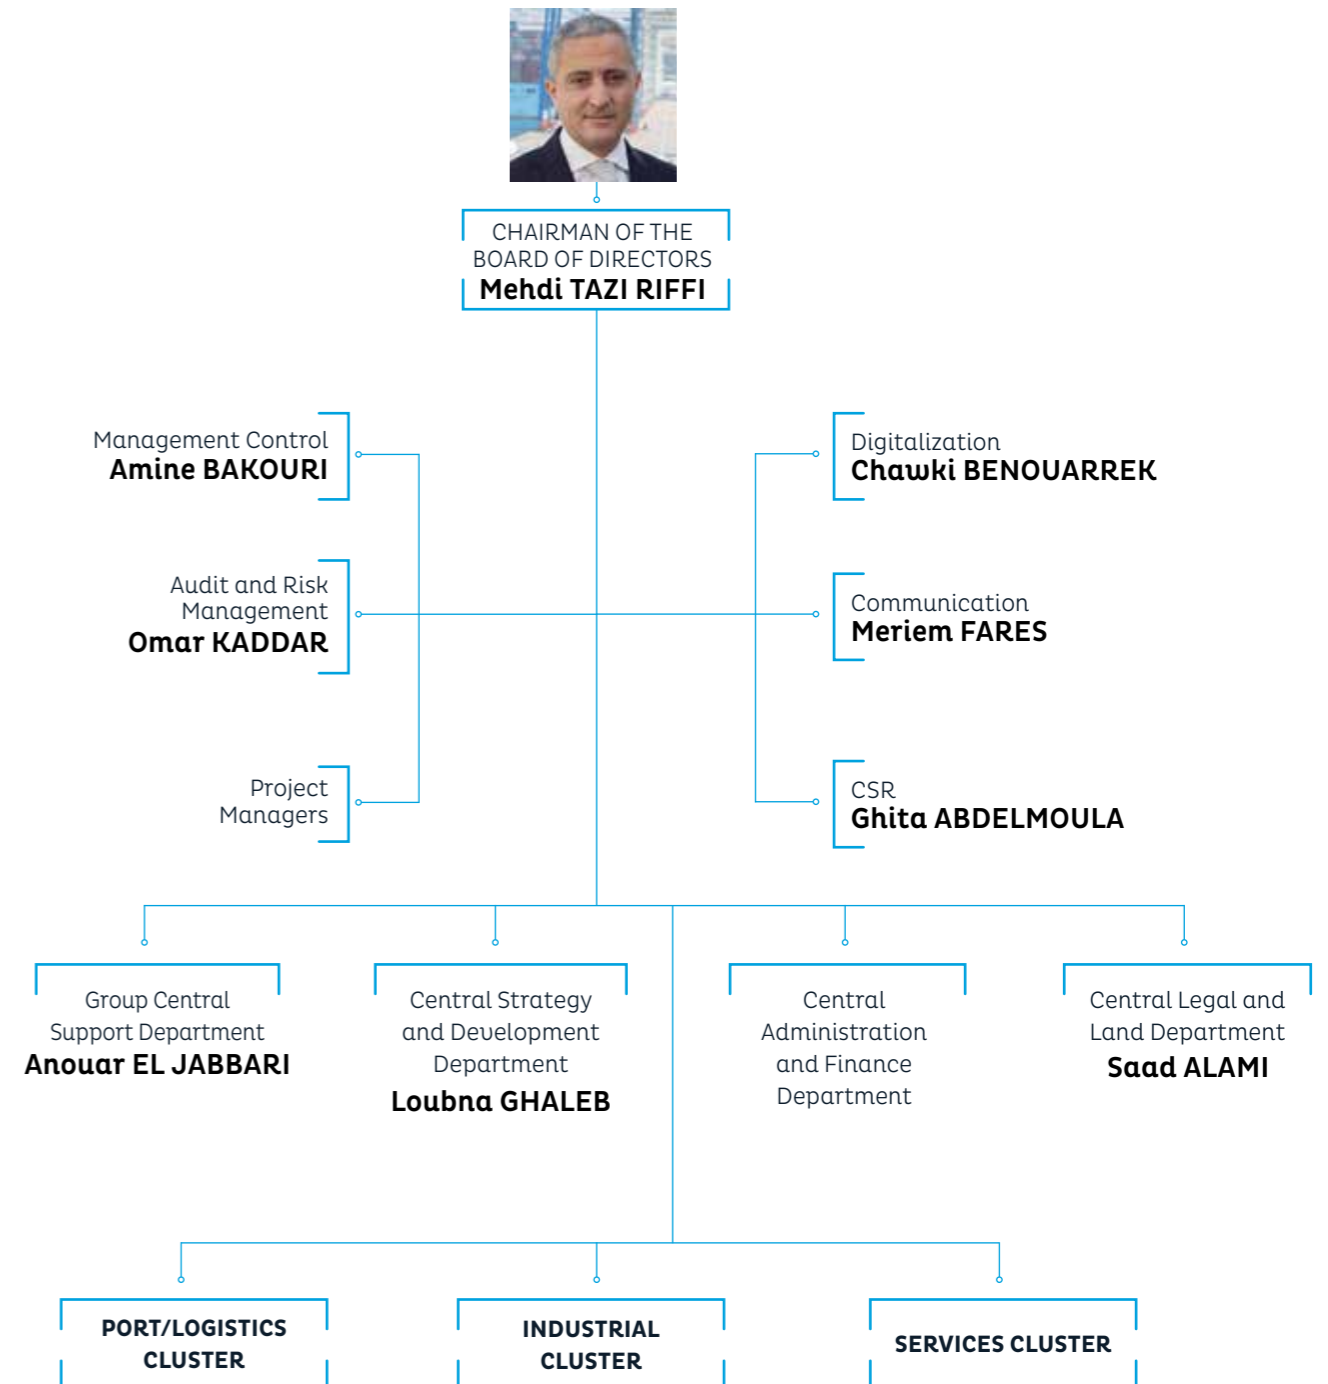 CHAIRMAN OF THE
BOARD OF DIRECTORS
Mehdi TAZI RIFFI
Management Control
Amine BAKOURI
Digitalization
Chawki BENOUARREK
Audit and Risk
Management
Omar KADDAR
Communication
Meriem FARES
Project
Managers
CSR
Ghita ABDELMOULA
Group Central
Support Department
Anouar EL JABBARI
Central Strategy
and Development
Department
Loubna GHALEB
Central
Administration
and Finance
Department
Central Legal and
Land Department
Saad ALAMI
PORT/LOGISTICS
CLUSTER
INDUSTRIAL
CLUSTER
SERVICES CLUSTER